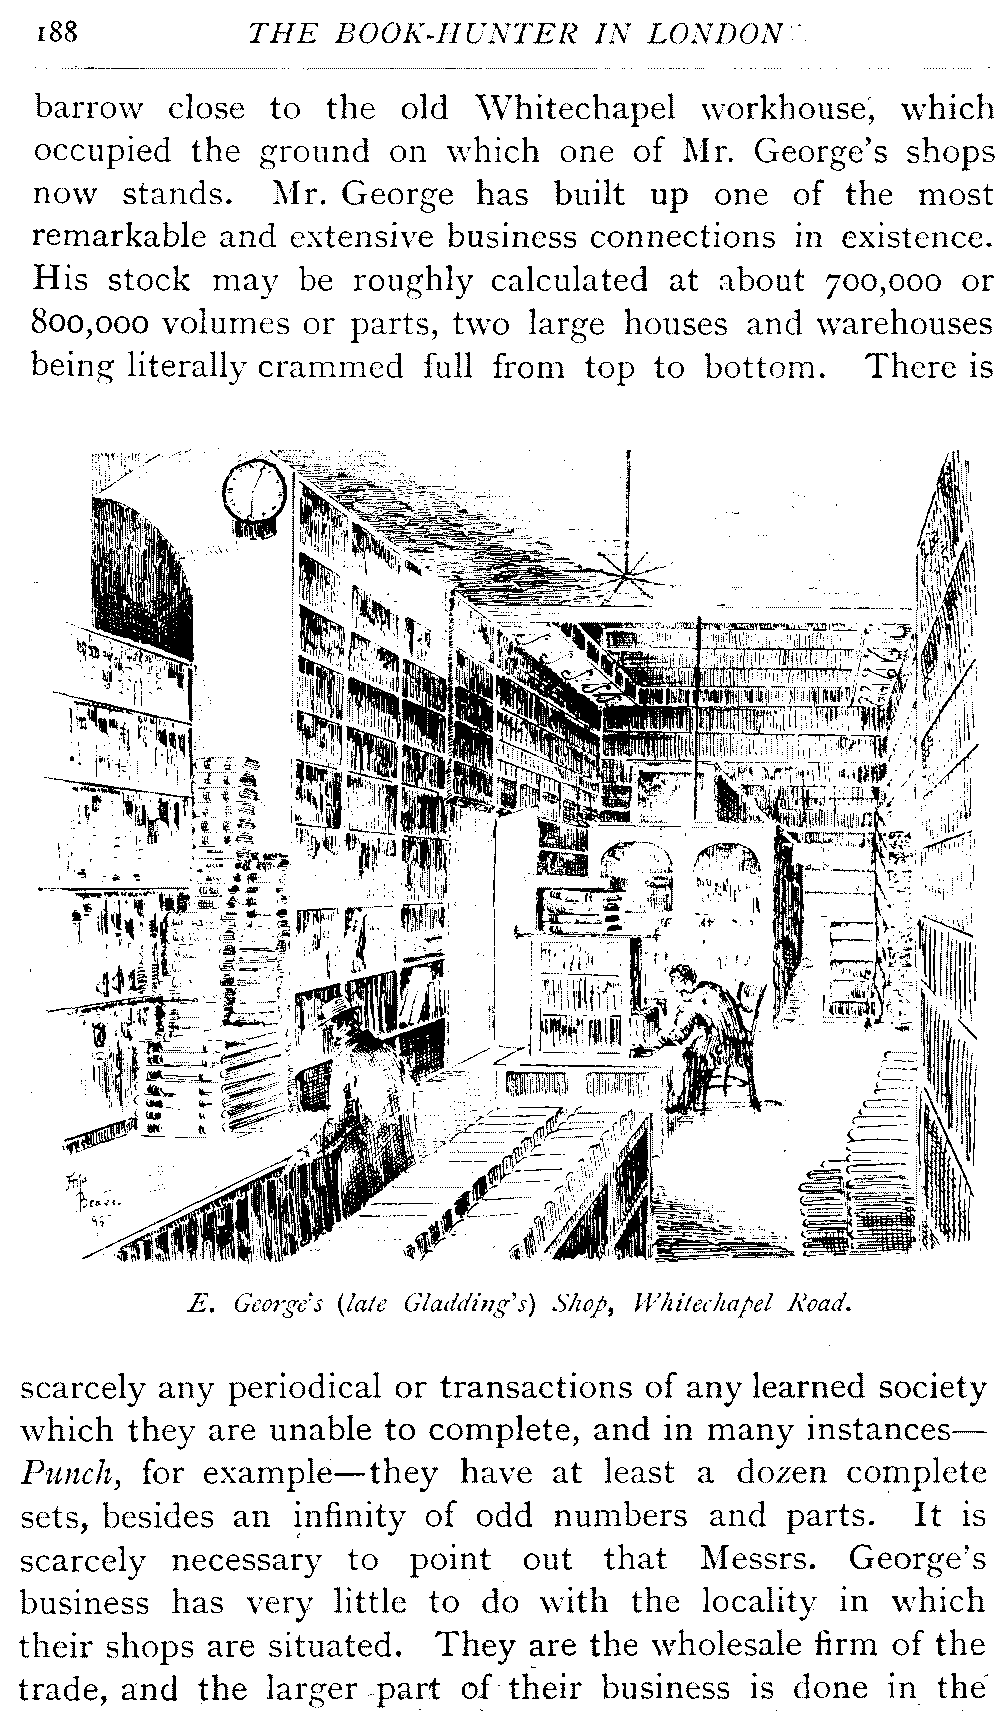 188 THE BOOK-HUNTER IN LONDON
barrow close to the old Whitechapel workhouse, which
occupied the ground on which one of Mr. George's shops
now stands. Mr. George has built up one of the most
remarkable and extensive business connections in existence.
His stock may be roughly calculated at about 700,000 or
800,000 volumes or parts, two large houses and warehouses
being literally crammed full from top to bottom. There is
E. George's (late Gladding's) Shop, Whitechapel Road.
scarcely any periodical or transactions of any learned society
which they are unable to complete, and in many instances—
Punch, for example—they have at least a dozen complete
sets, besides an infinity of odd numbers and parts. It is
scarcely necessary to point out that Messrs. George's
business has very little to do with the locality in which
their shops are situated. They are the wholesale firm of the
trade, and the larger part of their business is done in the